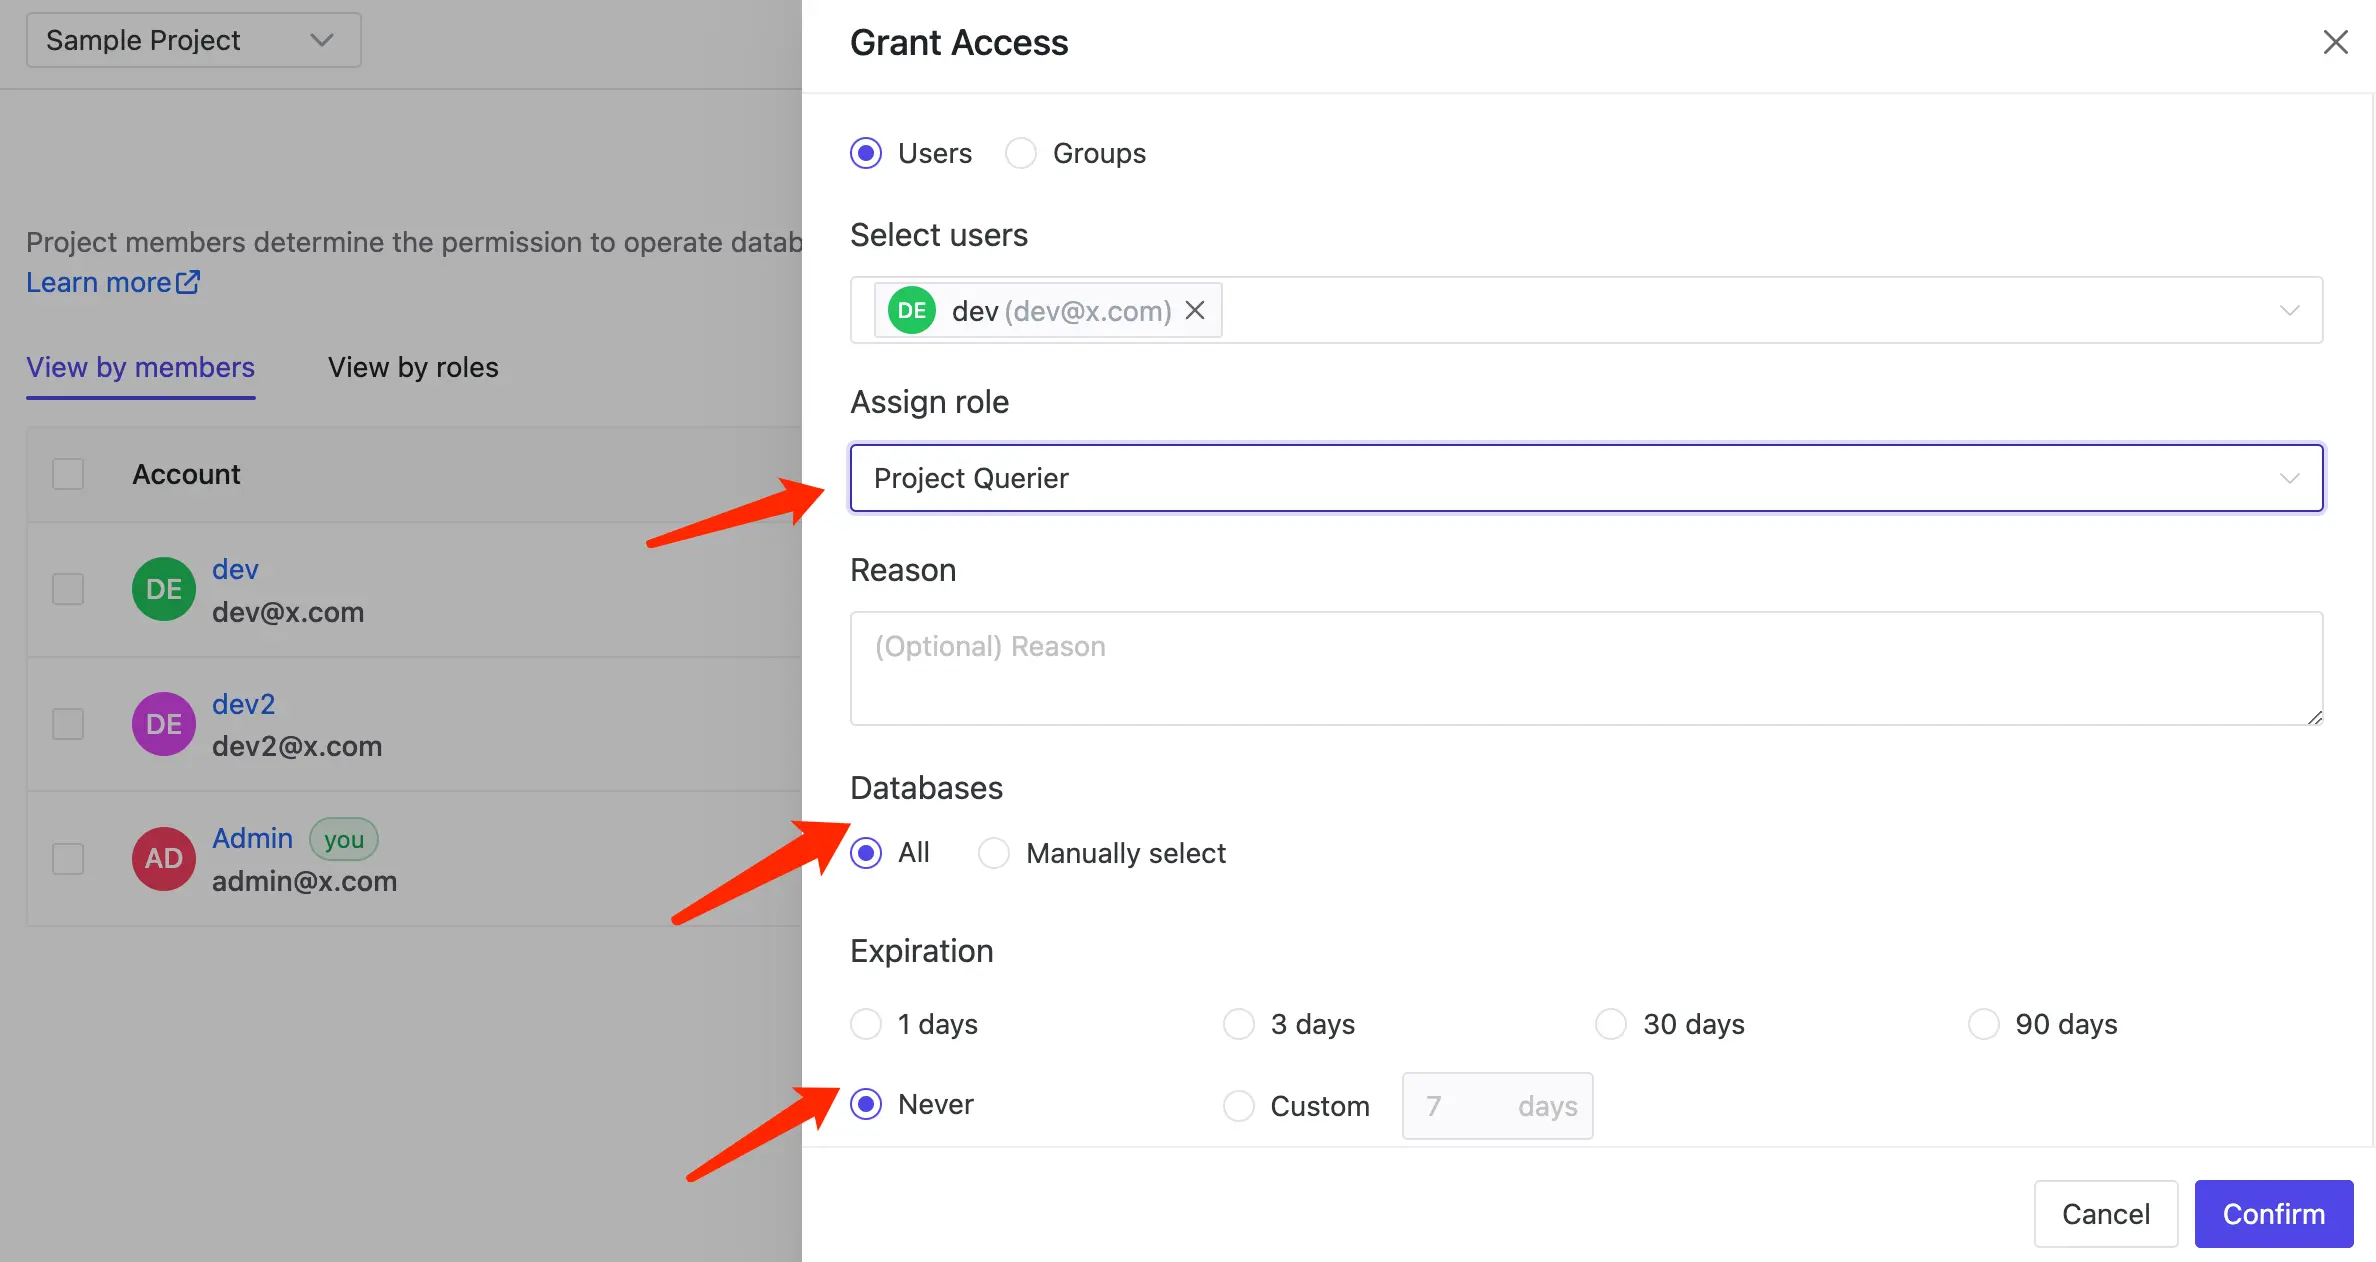 Sample Project
Project members determine the permission to operate datab
Learn more
View by members
View by roles
Account
DE
dev
dev@x.com
DE
dev2
dev2@x.com
AD
Admin
you
admin@x.com
Grant Access
Users
Groups
Select users
DE dev (dev@x.com)
Assign role
Project Querier
Reason
(Optional) Reason
Databases
All
Manually select
Expiration
1 days
3 days
30 days
90 days
Never
Custom
7 days
Cancel
Confirm